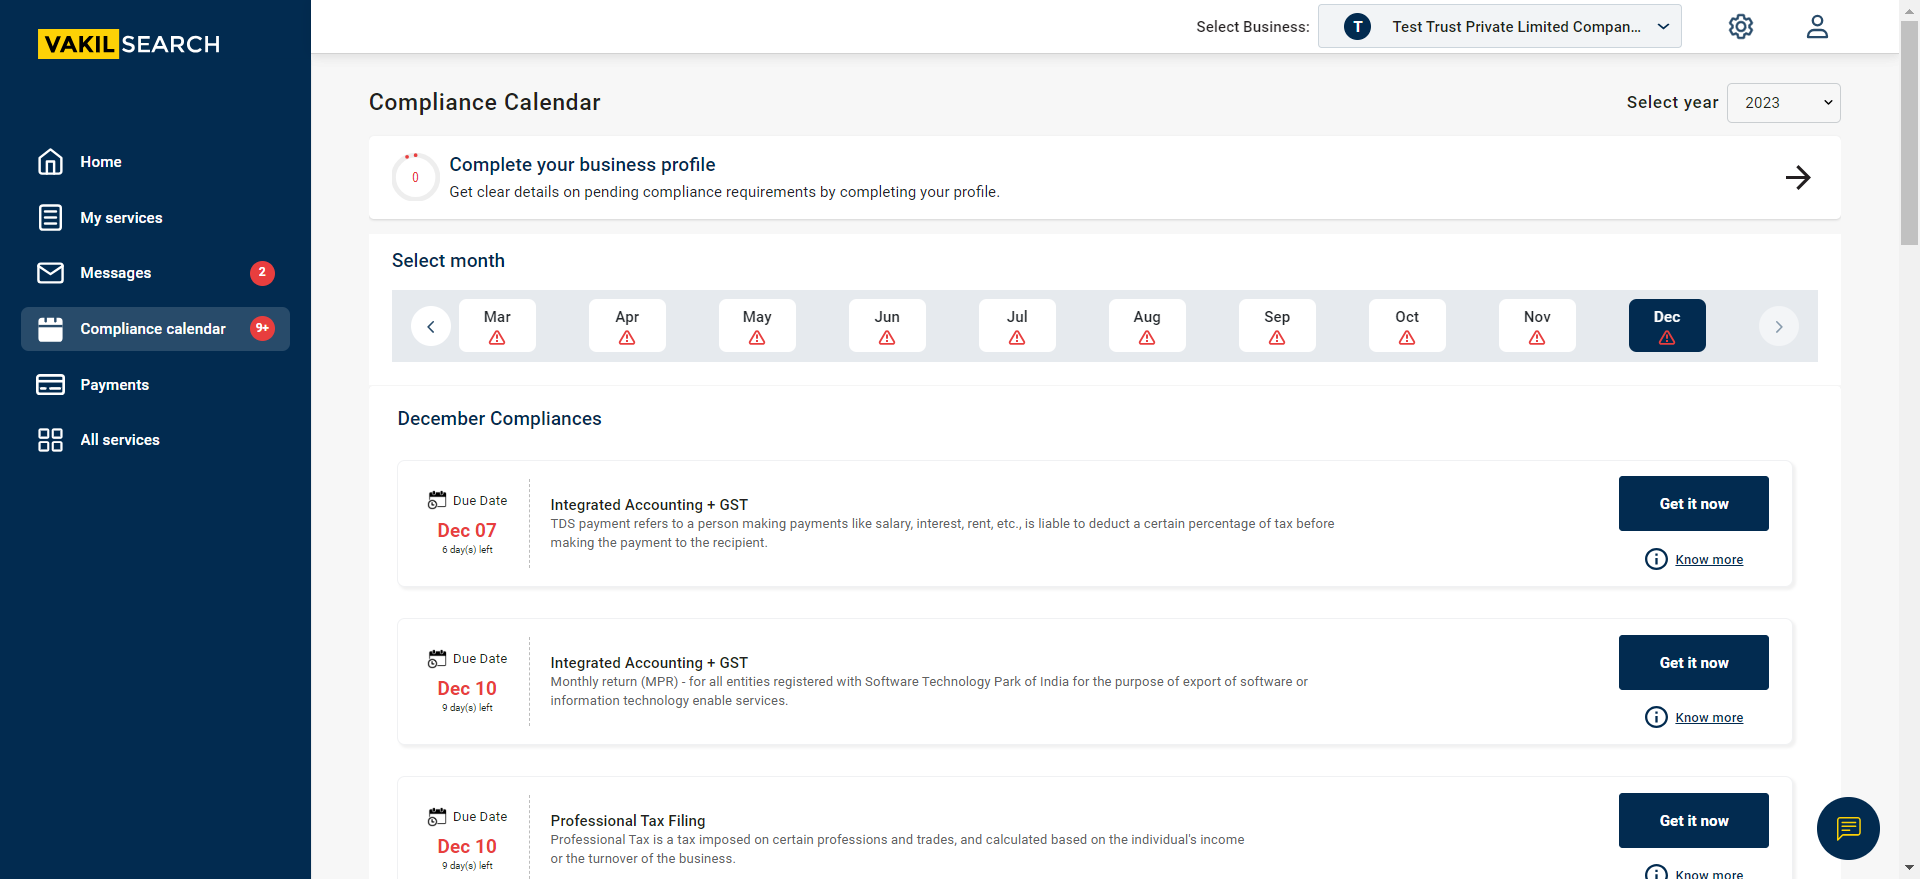 VAKILSEARCH
Select Business:
T
Test Trust Private Limited Compan...
Home
My services
Messages
2
Compliance calendar
9+
Payments
All services
Compliance Calendar
Select year
2023
0
Complete your business profile
Get clear details on pending compliance requirements by completing your profile.
Select month
Mar
Apr
May
Jun
Jul
Aug
Sep
Oct
Nov
Dec
December Compliances
Due Date
Dec 07
6 day(s) left
Integrated Accounting + GST
TDS payment refers to a person making payments like salary, interest, rent, etc., is liable to deduct a certain percentage of tax before
making the payment to the recipient.
Get it now
Know more
Due Date
Dec 10
9 day(s) left
Integrated Accounting + GST
Monthly return (MPR) - for all entities registered with Software Technology Park of India for the purpose of export of software or
information technology enable services.
Get it now
Know more
Due Date
Dec 10
9 day(s) left
Professional Tax Filing
Professional Tax is a tax imposed on certain professions and trades, and calculated based on the individual's income
or the turnover of the business.
Get it now
Know more